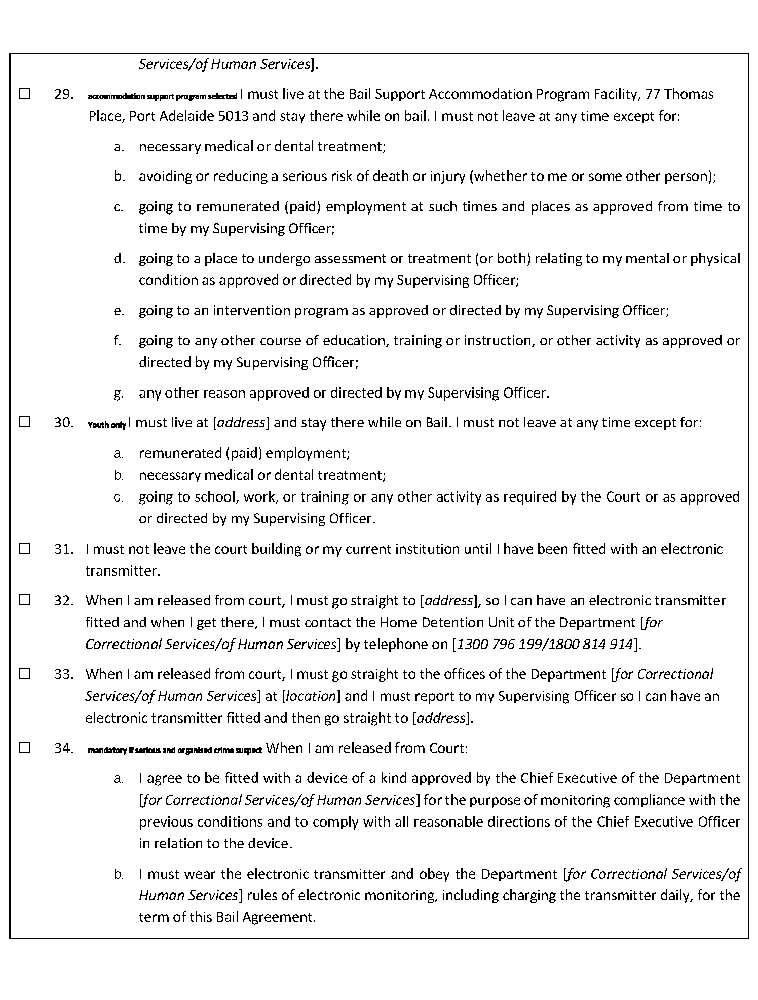 Services/of Human Services].
☐ 29. accommodation support program selected I must live at the Bail Support Accommodation Program Facility, 77 Thomas
Place, Port Adelaide 5013 and stay there while on bail. I must not leave at any time except for:
a. necessary medical or dental treatment;
b. avoiding or reducing a serious risk of death or injury (whether to me or some other person);
c. going to remunerated (paid) employment at such times and places as approved from time to
time by my Supervising Officer;
d. going to a place to undergo assessment or treatment (or both) relating to my mental or physical
condition as approved or directed by my Supervising Officer;
e. going to an intervention program as approved or directed by my Supervising Officer;
f. going to any other course of education, training or instruction, or other activity as approved or
directed by my Supervising Officer;
g. any other reason approved or directed by my Supervising Officer.
☐ 30. Youth only I must live at [address] and stay there while on Bail. I must not leave at any time except for:
a. remunerated (paid) employment;
b. necessary medical or dental treatment;
c. going to school, work, or training or any other activity as required by the Court or as approved
or directed by my Supervising Officer.
☐ 31. I must not leave the court building or my current institution until I have been fitted with an electronic
transmitter.
☐ 32. When I am released from court, I must go straight to [address], so I can have an electronic transmitter
fitted and when I get there, I must contact the Home Detention Unit of the Department [for
Correctional Services/of Human Services] by telephone on [1300 796 199/1800 814 914].
☐ 33. When I am released from court, I must go straight to the offices of the Department [for Correctional
Services/of Human Services] at [location] and I must report to my Supervising Officer so I can have an
electronic transmitter fitted and then go straight to [address].
☐ 34. mandatory if serious and organised crime suspect When I am released from Court:
a. I agree to be fitted with a device of a kind approved by the Chief Executive of the Department
[for Correctional Services/of Human Services] for the purpose of monitoring compliance with the
previous conditions and to comply with all reasonable directions of the Chief Executive Officer
in relation to the device.
b. I must wear the electronic transmitter and obey the Department [for Correctional Services/of
Human Services] rules of electronic monitoring, including charging the transmitter daily, for the
term of this Bail Agreement.